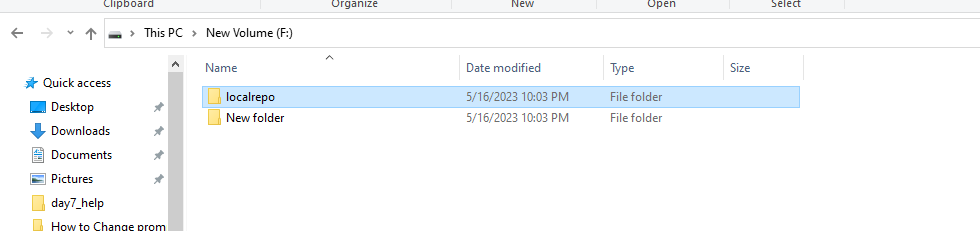 Clipboard Organize New Open Select
This PC > New Volume (F:)
Name Date modified Type Size
Quick access
Desktop
Downloads
Documents
Pictures
day7_help
How to Change prom
localrepo 5/16/2023 10:03 PM File folder
New folder 5/16/2023 10:03 PM File folder